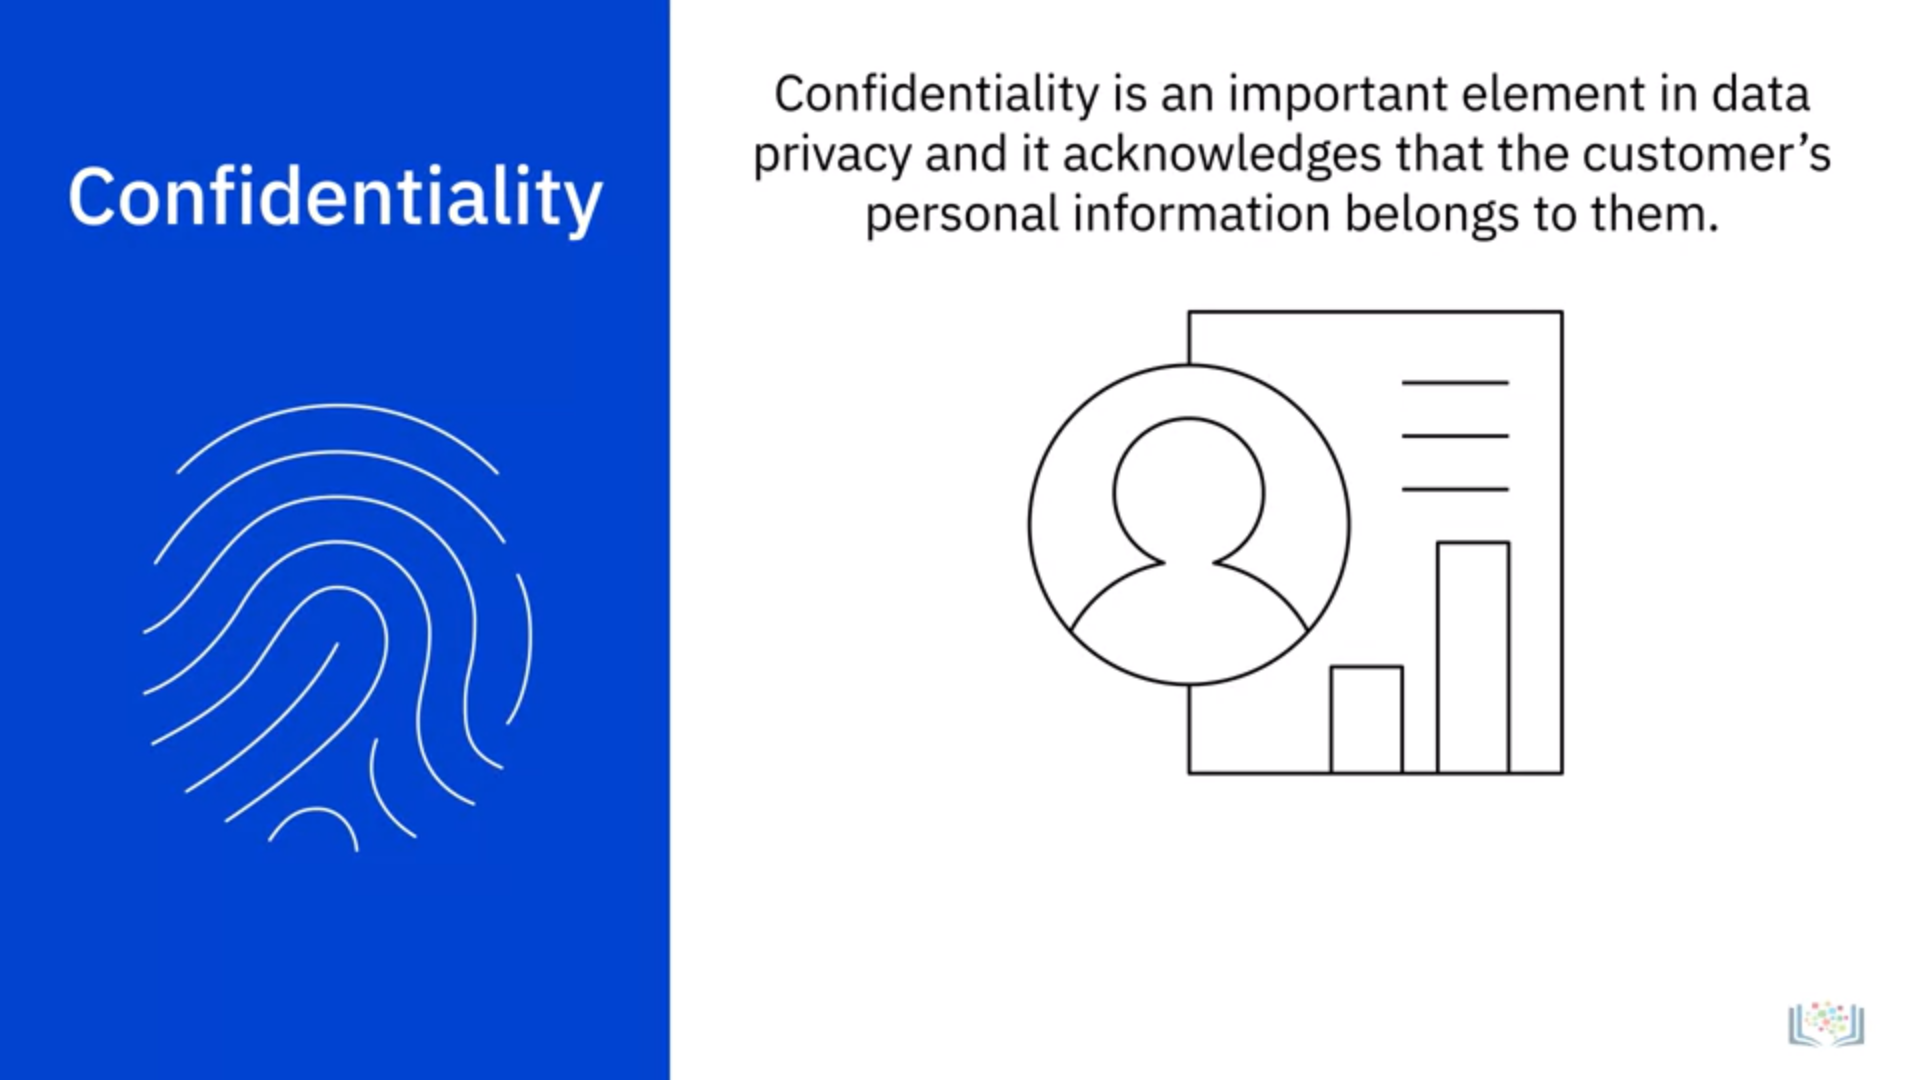 Confidentiality
Confidentiality is an important element in data
privacy and it acknowledges that the customer’s
personal information belongs to them.